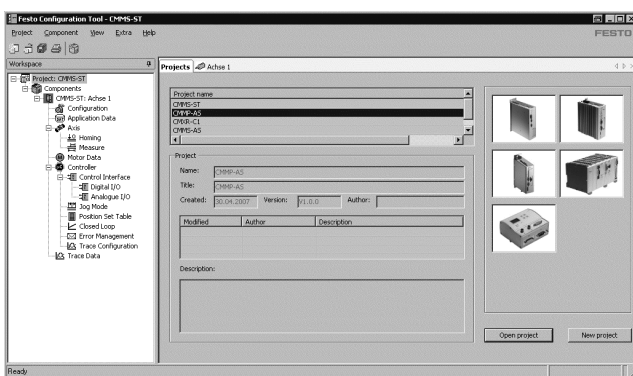 Festo Configuration Tool - CMMS-ST
Project Component View Extra Help
FESTO
Workspace
Project: CMMS-ST
Components
CMMS-ST: Achse 1
Configuration
Application Data
Axis
Homing
Measure
Motor Data
Controller
Control Interface
Digital I/O
Analogue I/O
Jog Mode
Position Set Table
Closed Loop
Error Management
Trace Configuration
Trace Data
Projects Achse 1
Project name
CMMS-ST
CMMP-AS
CMXR-C1
CMMS-AS
Project
Name: CMMP-AS
Title: CMMP-AS
Created: 30.04.2007 Version: V1.0.0 Author:
Modified Author Description
Description:
Open project New project
Ready